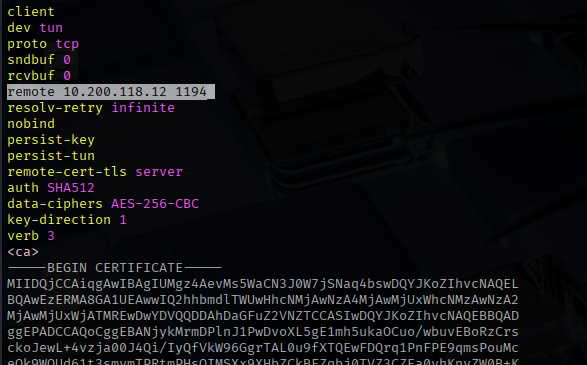 client
dev tun
proto tcp
sndbuf 0
rcvbuf 0
remote 10.200.118.12 1194
resolv-retry infinite
nobind
persist-key
persist-tun
remote-cert-tls server
auth SHA512
data-ciphers AES-256-CBC
key-direction 1
verb 3
<ca>
-----BEGIN CERTIFICATE-----
MIIDQjCCAiqgAwIBAgIUMgz4AevMs5WaCN3J0W7jSNaq4bswDQYJKoZIhvcNAQEL
BQAwEzERMA8GA1UEAwwIQ2hhbmdlTWUwHhcNMjAwNzA4MjAwMjUxWhcNMzAwNzA2
MjAwMjUxWjATMREwDwYDVQQDDAhDaGFuZ2VNZTCCASIwDQYJKoZIhvcNAQEBBQAD
ggEPADCCAQoCggEBANjykMrmDPlnJ1PwDvoXL5gE1mh5ukaOCuo/wbuvEBoRzCrs
ckoJewL+4vzja00J4Qi/IyQfVkW96GgrTAL0u9fXTQEwFDQrq1PnFPE9qmsPouMc